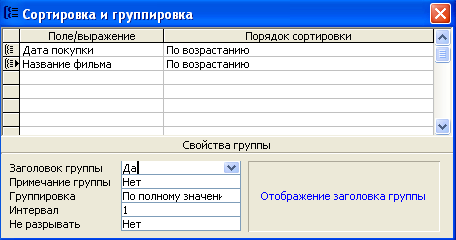 Сортировка и группировка
Поле/выражение Порядок сортировки
Дата покупки По возрастанию
Название фильма По возрастанию
Свойства группы
Заголовок группы Да
Примечание группы Нет
Группировка По полному значени
Интервал 1
Не разрывать Нет
Отображение заголовка группы